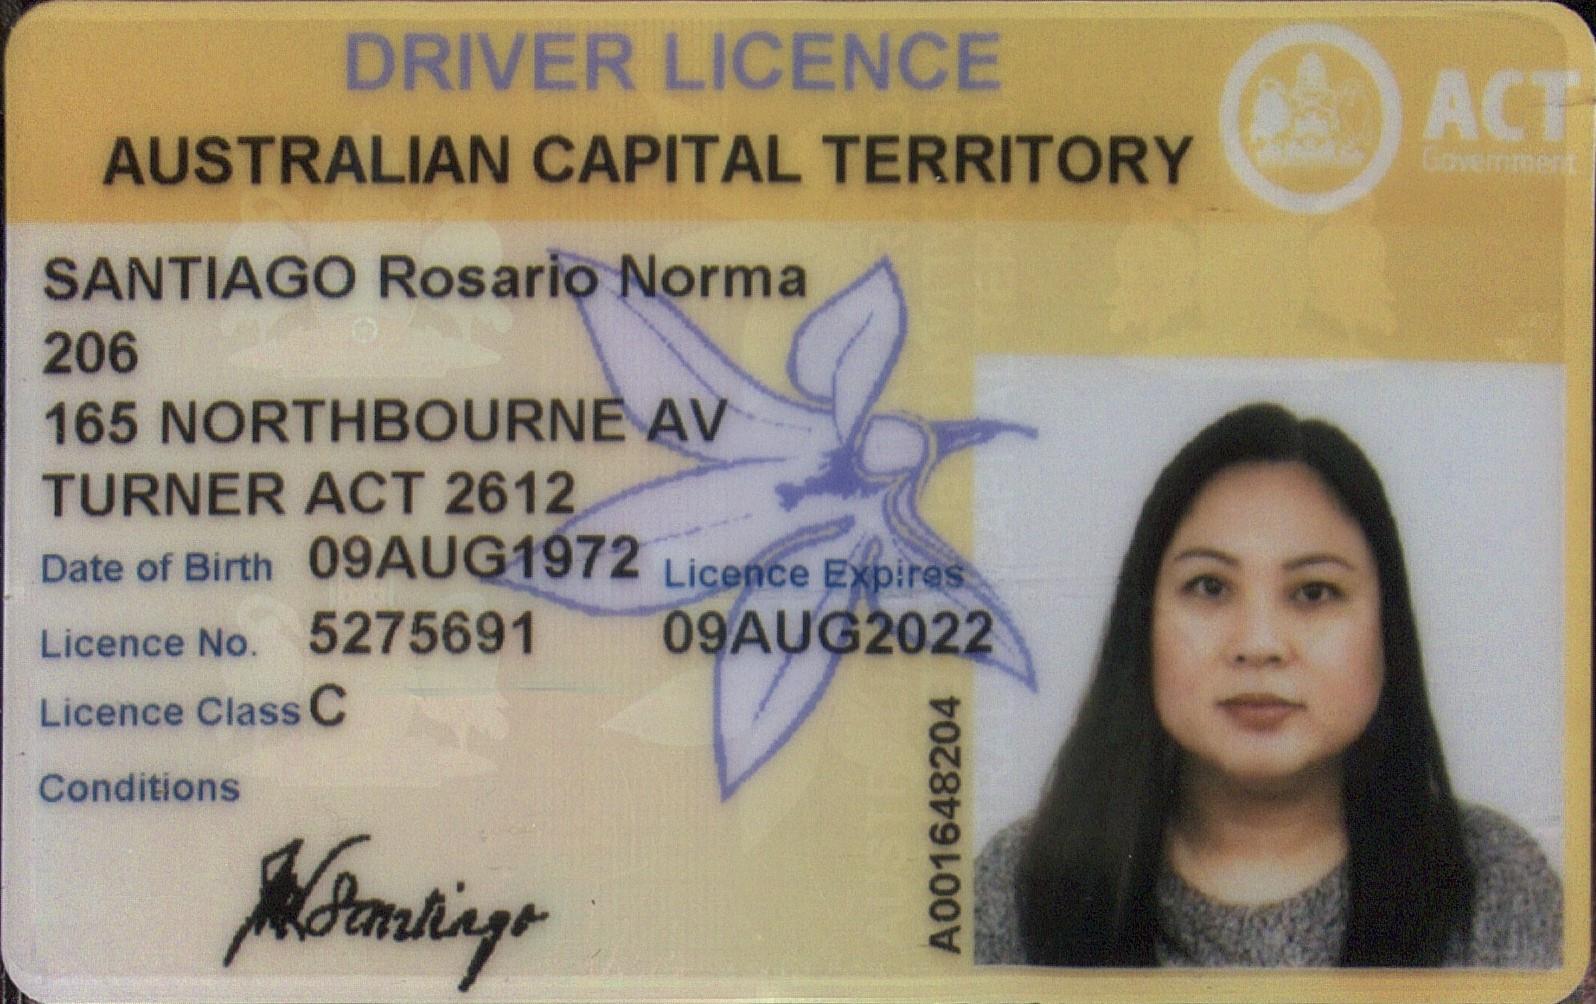 DRIVER LICENCE
AUSTRALIAN CAPITAL TERRITORY
ACT
Government
SANTIAGO Rosario Norma
206
165 NORTHBOURNE AV
TURNER ACT 2612
Date of Birth 09AUG1972
Licence Expires
Licence No. 5275691
09AUG2022
Licence Class C
Conditions
A001648204
Santiago